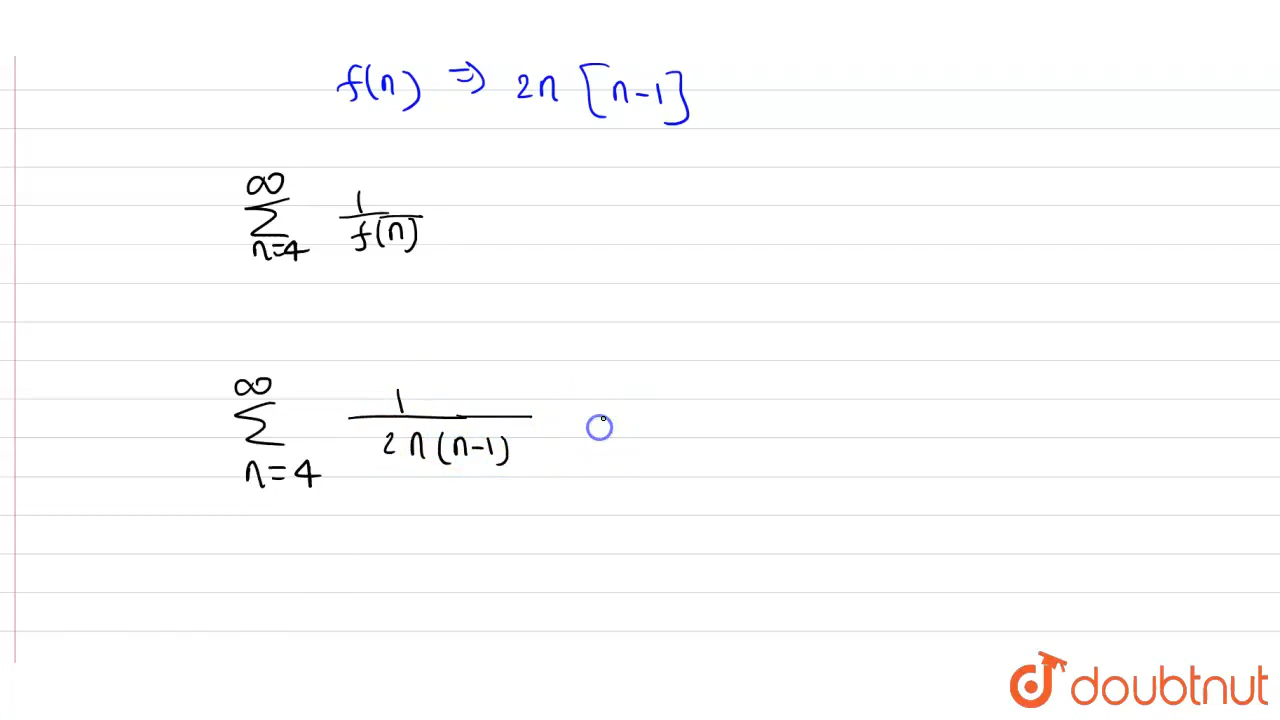 f(n) ⇒ 2n [n-1]
∞
∑ 1/f(n)
n=4
∞
∑ 1/2n(n-1)
n=4
doubtnut